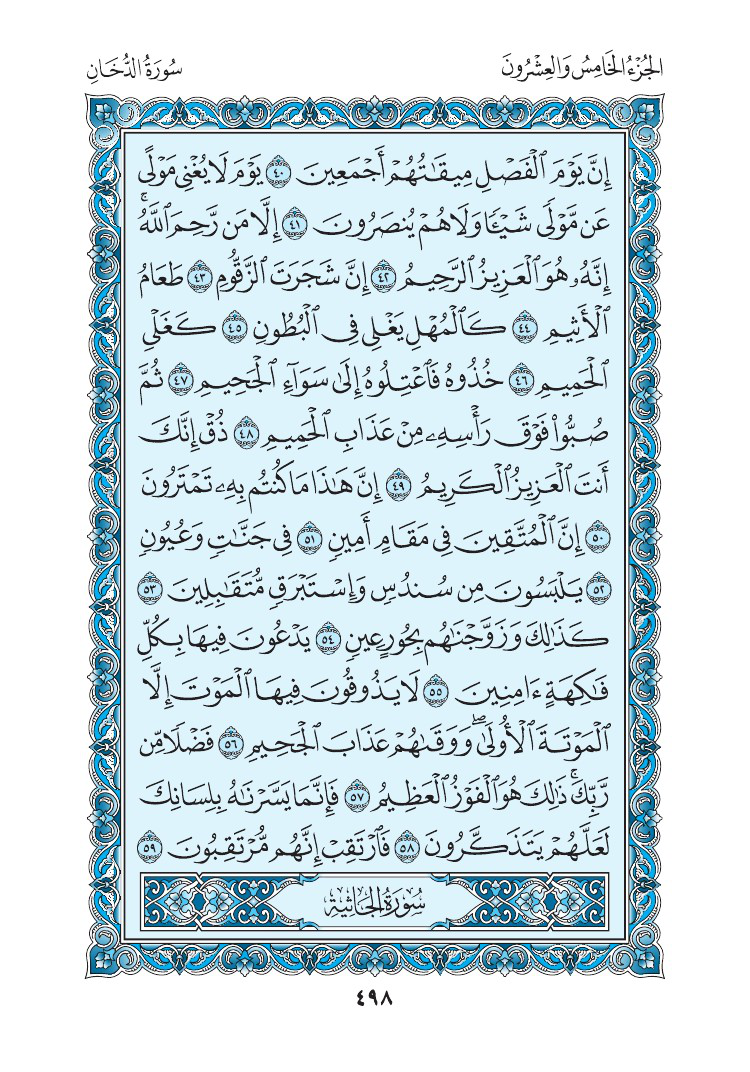 الجُزْءُ الخَامِسُ وَالعِشْرُونَ
سُورَةُ الدُّخَانِ
إِنَّ يَوْمَ ٱلْفَصْلِ مِيقَٰتُهُمْ أَجْمَعِينَ ٤٠ يَوْمَ لَا يُغْنِى مَوْلًى
عَن مَّوْلًى شَيْـًٔا وَلَا هُمْ يُنصَرُونَ ٤١ إِلَّا مَن رَّحِمَ ٱللَّهُۚ
إِنَّهُۥ هُوَ ٱلْعَزِيزُ ٱلرَّحِيمُ ٤٢ إِنَّ شَجَرَتَ ٱلزَّقُّومِ ٤٣ طَعَامُ
ٱلْأَثِيمِ ٤٤ كَٱلْمُهْلِ يَغْلِى فِى ٱلْبُطُونِ ٤٥ كَغَلْىِ
ٱلْحَمِيمِ ٤٦ خُذُوهُ فَٱعْتِلُوهُ إِلَىٰ سَوَآءِ ٱلْجَحِيمِ ٤٧ ثُمَّ
صُبُّوا۟ فَوْقَ رَأْسِهِۦ مِنْ عَذَابِ ٱلْحَمِيمِ ٤٨ ذُقْ إِنَّكَ
أَنتَ ٱلْعَزِيزُ ٱلْكَرِيمُ ٤٩ إِنَّ هَٰذَا مَا كُنتُم بِهِۦ تَمْتَرُونَ
٥٠ إِنَّ ٱلْمُتَّقِينَ فِى مَقَامٍ أَمِينٍ ٥١ فِى جَنَّٰتٍ وَعُيُونٍ
٥٢ يَلْبَسُونَ مِن سُندُسٍ وَإِسْتَبْرَقٍ مُّتَقَٰبِلِينَ ٥٣
كَذَٰلِكَ وَزَوَّجْنَٰهُم بِحُورٍ عِينٍ ٥٤ يَدْعُونَ فِيهَا بِكُلِّ
فَٰكِهَةٍ ءَامِنِينَ ٥٥ لَا يَذُوقُونَ فِيهَا ٱلْمَوْتَ إِلَّا
ٱلْمَوْتَةَ ٱلْأُولَىٰۖ وَوَقَىٰهُمْ عَذَابَ ٱلْجَحِيمِ ٥٦ فَضْلًا مِّن
رَّبِّكَۚ ذَٰلِكَ هُوَ ٱلْفَوْزُ ٱلْعَظِيمُ ٥٧ فَإِنَّمَا يَسَّرْنَٰهُ بِلِسَانِكَ
لَعَلَّهُمْ يَتَذَكَّرُونَ ٥٨ فَٱرْتَقِبْ إِنَّهُم مُّرْتَقِبُونَ ٥٩
سُورَةُ الجَاثِيَةِ
٤٩٨